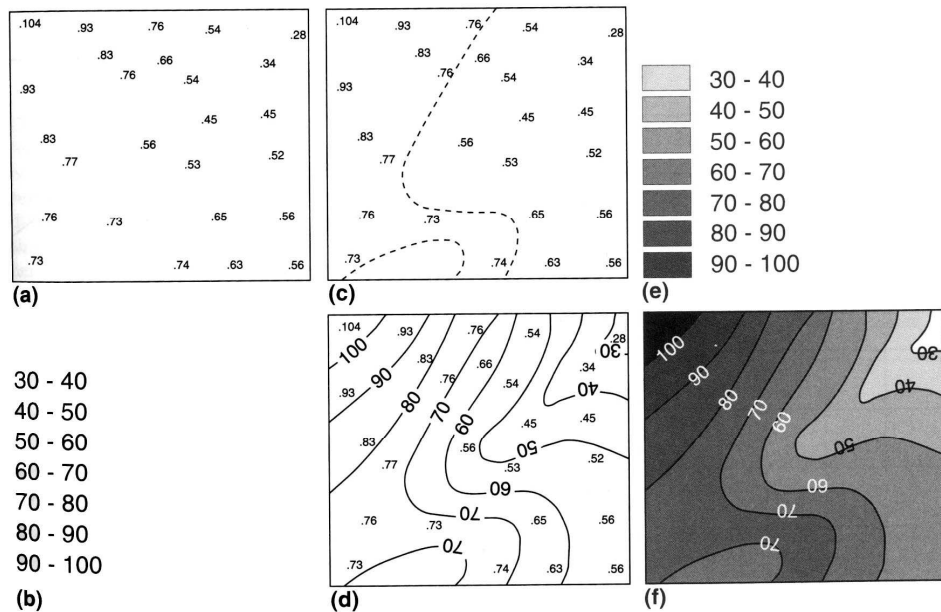 .104 .93 .76 .54 .28
.83 .66 .34
.76 .54
.93
.45 .45
.83 .56
.77 .53 .52
.76 .73 .65 .56
.73 .74 .63 .56
(a)
.104 .93 .76 .54 .28
.83 .66 .34
.76 .54
.93
.45 .45
.83 .56
.77 .53 .52
.76 .73 .65 .56
.73 .74 .63 .56
(c)
30 - 40
40 - 50
50 - 60
60 - 70
70 - 80
80 - 90
90 - 100
(e)
30 - 40
40 - 50
50 - 60
60 - 70
70 - 80
80 - 90
90 - 100
(b)
.104 .93 .76 .54 .28
100 .83 .66 .34 30
.93 90 .76 .54
80 70 60 40
.45 .45
.83 .56 50
.77 .53 .52
60
.76 .73 70 .65 .56
70
.73 .74 .63 .56
(d)
100 30
90 40
80 70 60
50
60
70
70
(f)